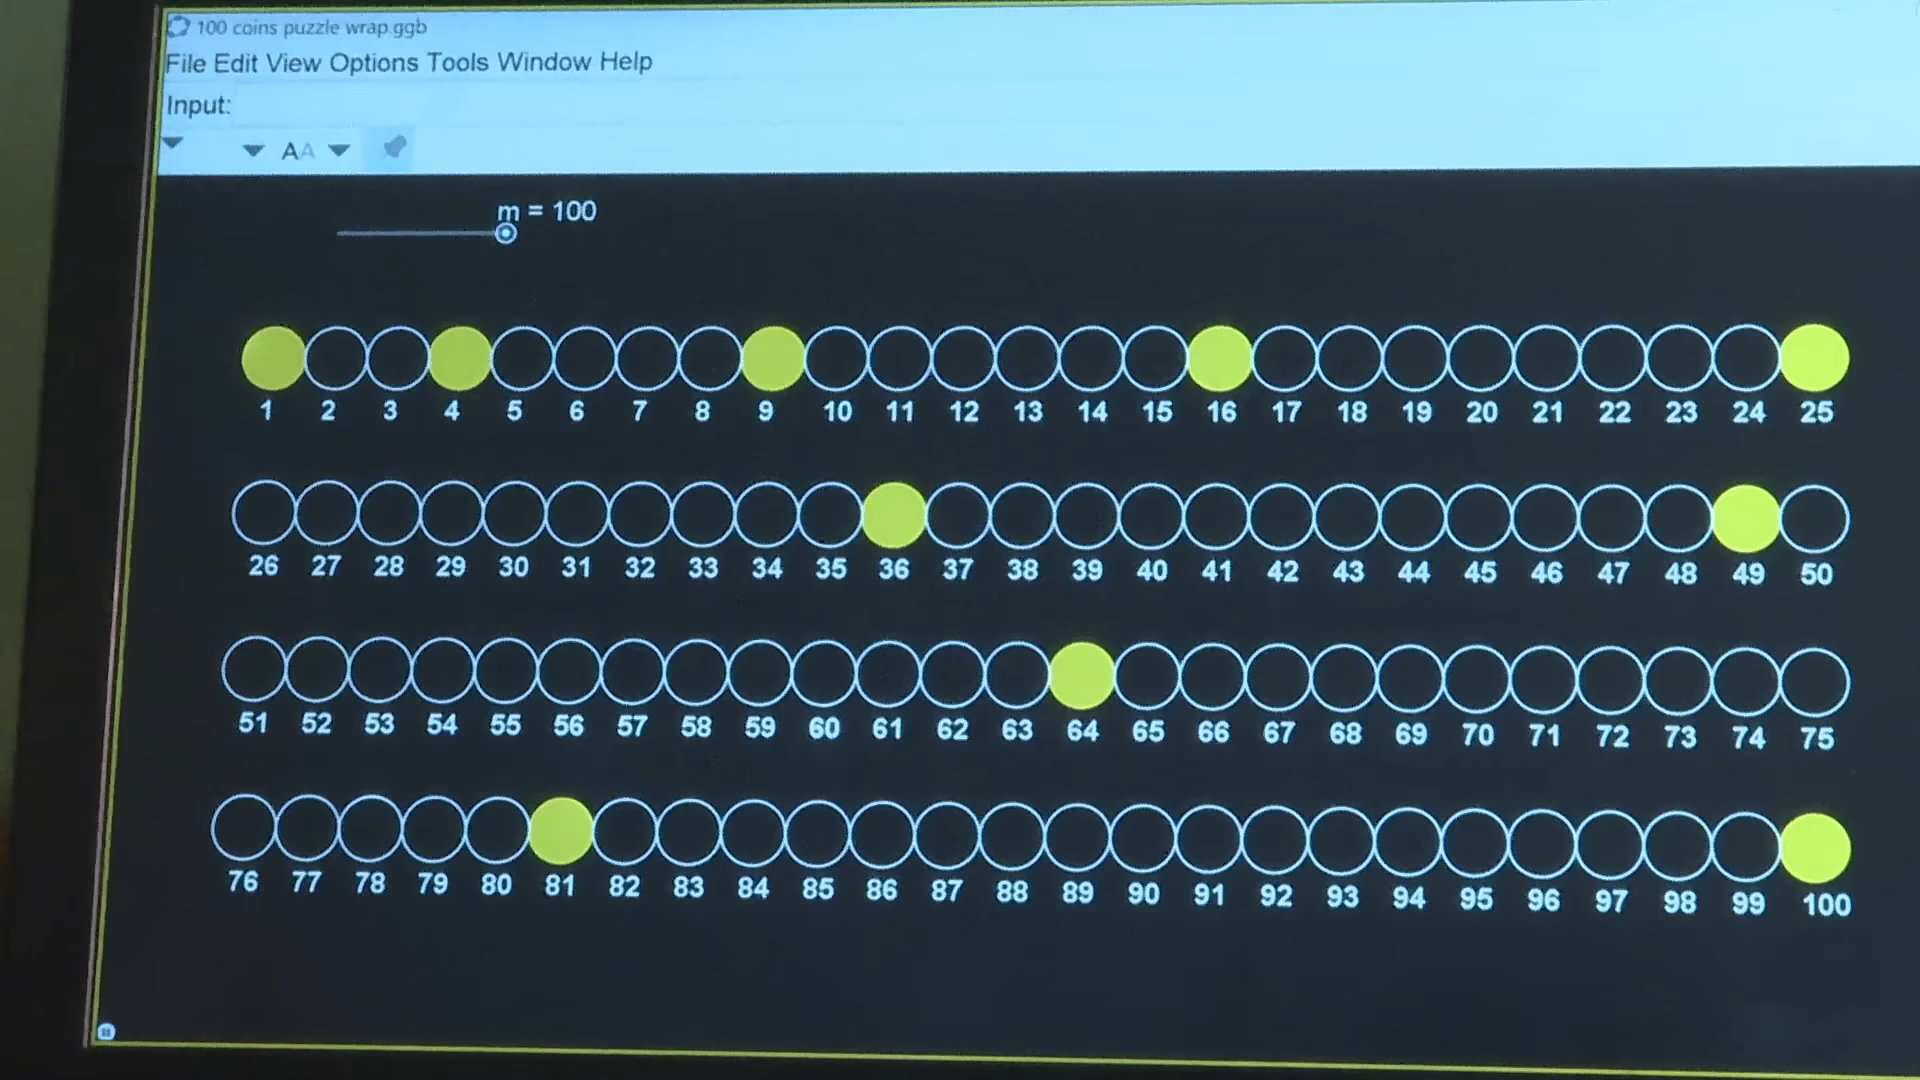 100 coins puzzle wrap.ggb
File Edit View Options Tools Window Help
Input:
AA
m = 100
1 2 3 4 5 6 7 8 9 10 11 12 13 14 15 16 17 18 19 20 21 22 23 24 25
26 27 28 29 30 31 32 33 34 35 36 37 38 39 40 41 42 43 44 45 46 47 48 49 50
51 52 53 54 55 56 57 58 59 60 61 62 63 64 65 66 67 68 69 70 71 72 73 74 75
76 77 78 79 80 81 82 83 84 85 86 87 88 89 90 91 92 93 94 95 96 97 98 99 100